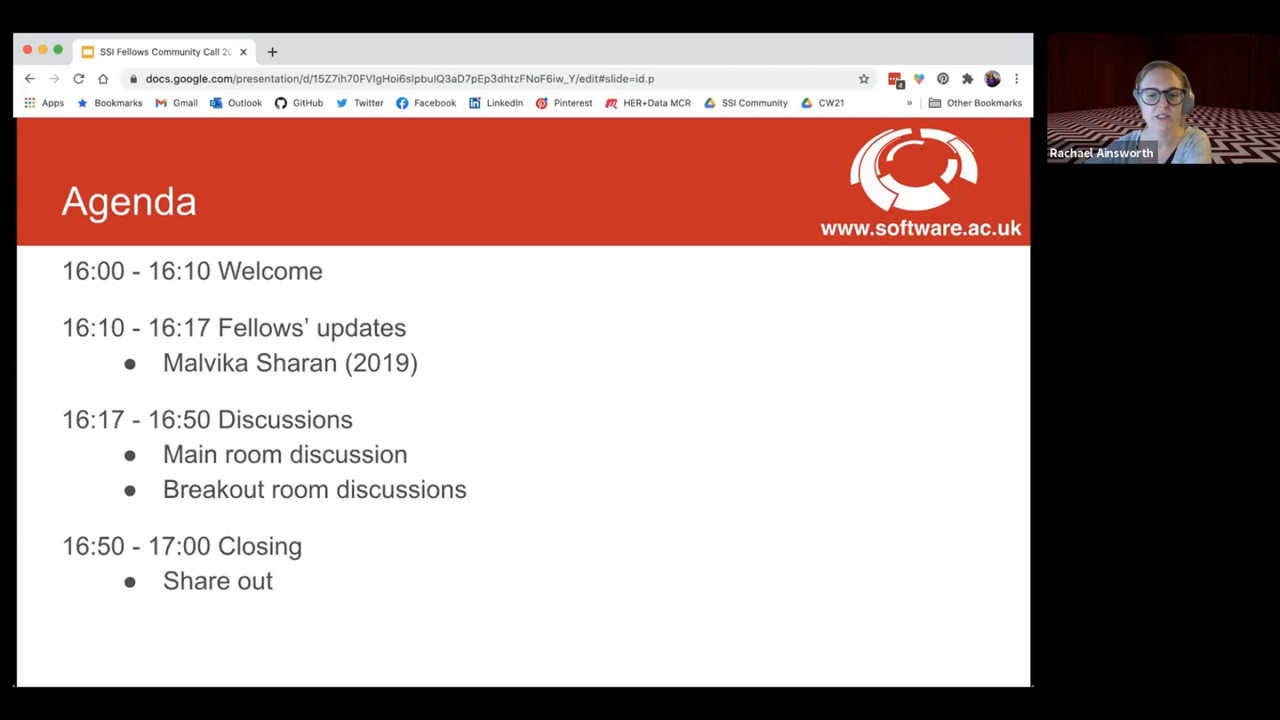 SSI Fellows Community Call 20
docs.google.com/presentation/d/15Z7ih70FVIgHoi6slpbulQ3aD7pEp3dhtzFNoF6iw_Y/edit#slide=id.p
4
Apps Bookmarks Gmail Outlook GitHub Twitter Facebook LinkedIn Pinterest HER+Data MCR SSI Community CW21 » Other Bookmarks
Rachael Ainsworth
Agenda
www.software.ac.uk
16:00 - 16:10 Welcome
16:10 - 16:17 Fellows’ updates
● Malvika Sharan (2019)
16:17 - 16:50 Discussions
● Main room discussion
● Breakout room discussions
16:50 - 17:00 Closing
● Share out